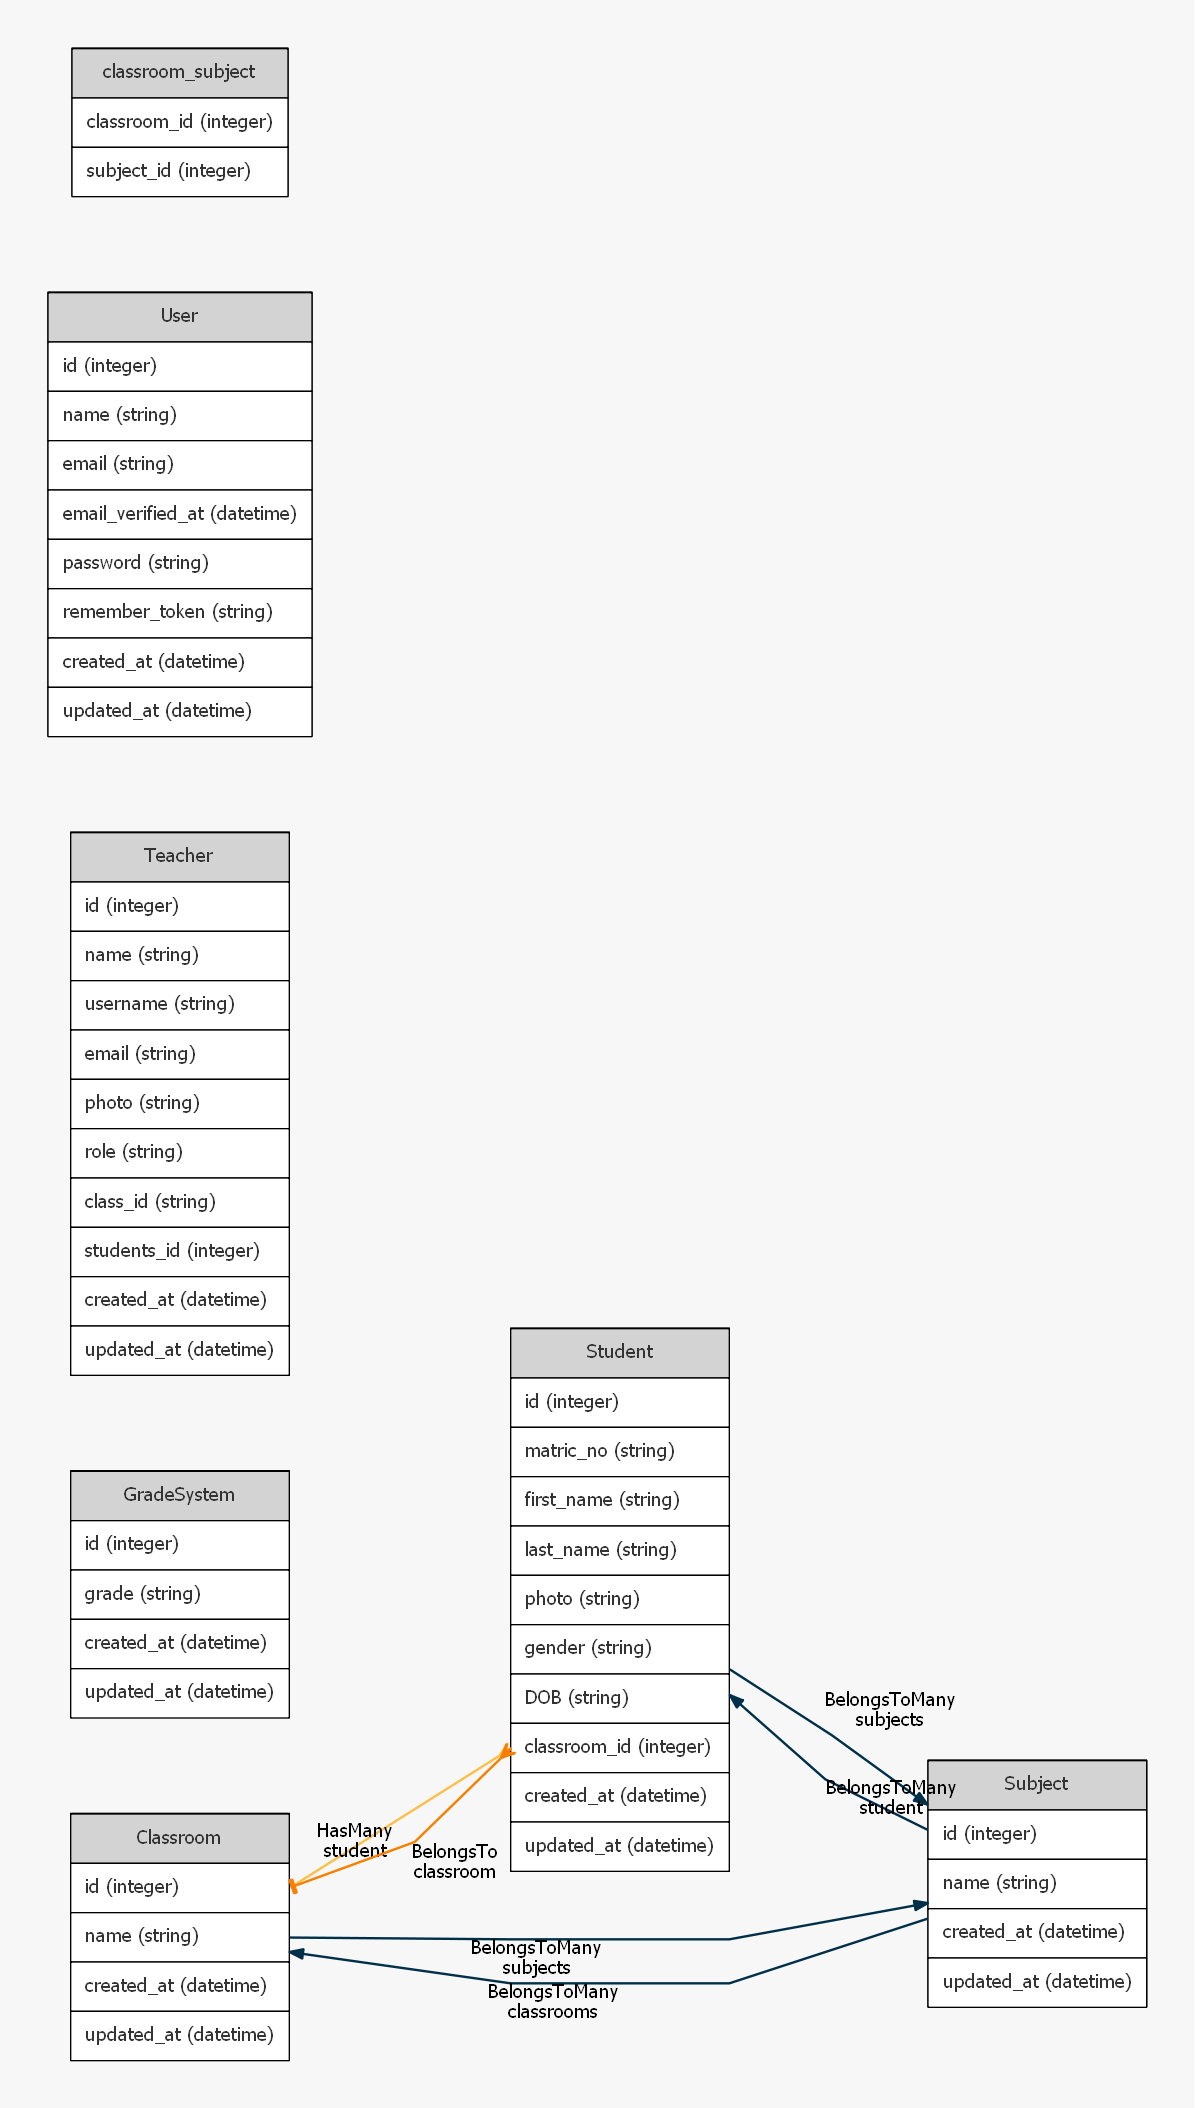 classroom_subject
classroom_id (integer)
subject_id (integer)
User
id (integer)
name (string)
email (string)
email_verified_at (datetime)
password (string)
remember_token (string)
created_at (datetime)
updated_at (datetime)
Teacher
id (integer)
name (string)
username (string)
email (string)
photo (string)
role (string)
class_id (string)
students_id (integer)
created_at (datetime)
updated_at (datetime)
GradeSystem
id (integer)
grade (string)
created_at (datetime)
updated_at (datetime)
Classroom
id (integer)
name (string)
created_at (datetime)
updated_at (datetime)
HasMany
student
BelongsTo
classroom
Student
id (integer)
matric_no (string)
first_name (string)
last_name (string)
photo (string)
gender (string)
DOB (string)
classroom_id (integer)
created_at (datetime)
updated_at (datetime)
BelongsToMany
subjects
BelongsToMany
student
BelongsToMany
subjects
BelongsToMany
classrooms
Subject
id (integer)
name (string)
created_at (datetime)
updated_at (datetime)